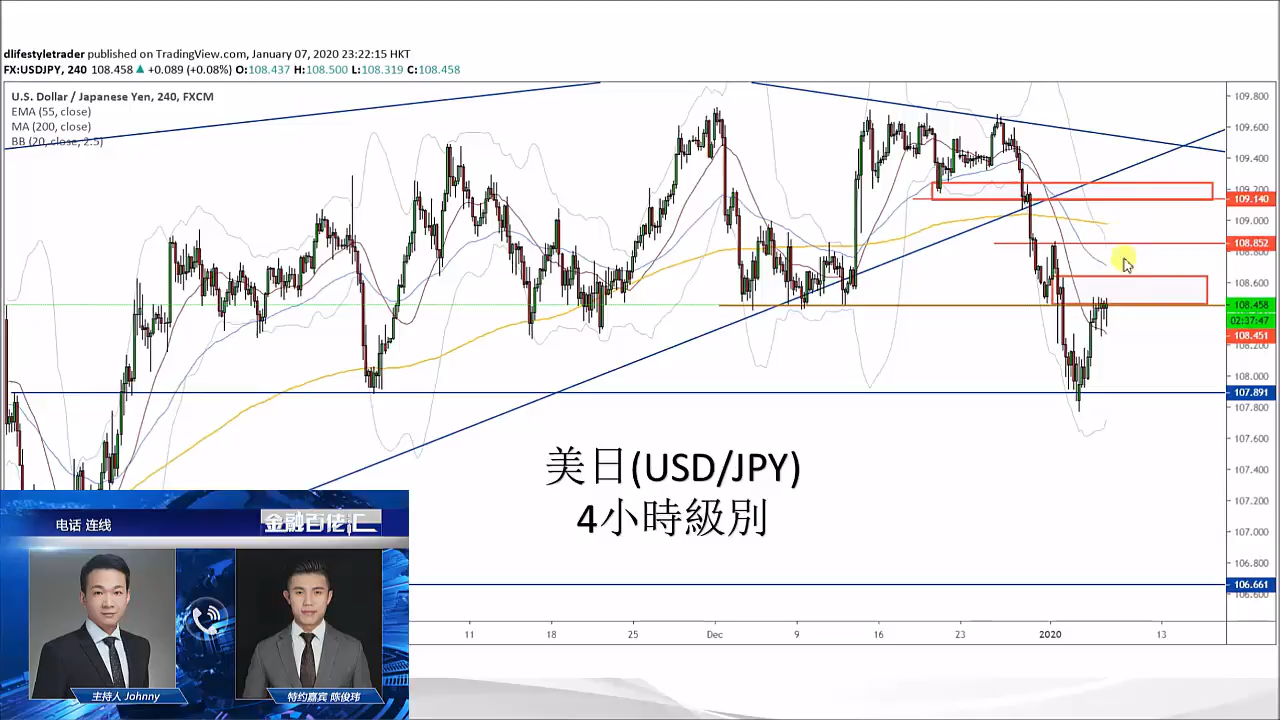 dlifestyletrader published on TradingView.com, January 07, 2020 23:22:15 HKT
FX:USDJPY, 240 108.458 ▲ +0.089 (+0.08%) O:108.437 H:108.500 L:108.319 C:108.458
U.S. Dollar / Japanese Yen, 240, FXCM
EMA (55, close)
MA (200, close)
BB (20, close, 2.5)
109.800
109.600
109.400
109.200
109.140
109.000
108.852
108.800
108.600
108.458
02:37:47
108.451
108.200
108.000
107.891
107.800
107.600
107.400
107.200
107.000
106.800
106.661
106.600
美日(USD/JPY)
4小時級別
电话 连线
金融百佬汇
主持人 Johnny
特约嘉宾 陈俊玮
11
18
25
Dec
9
16
23
2020
13